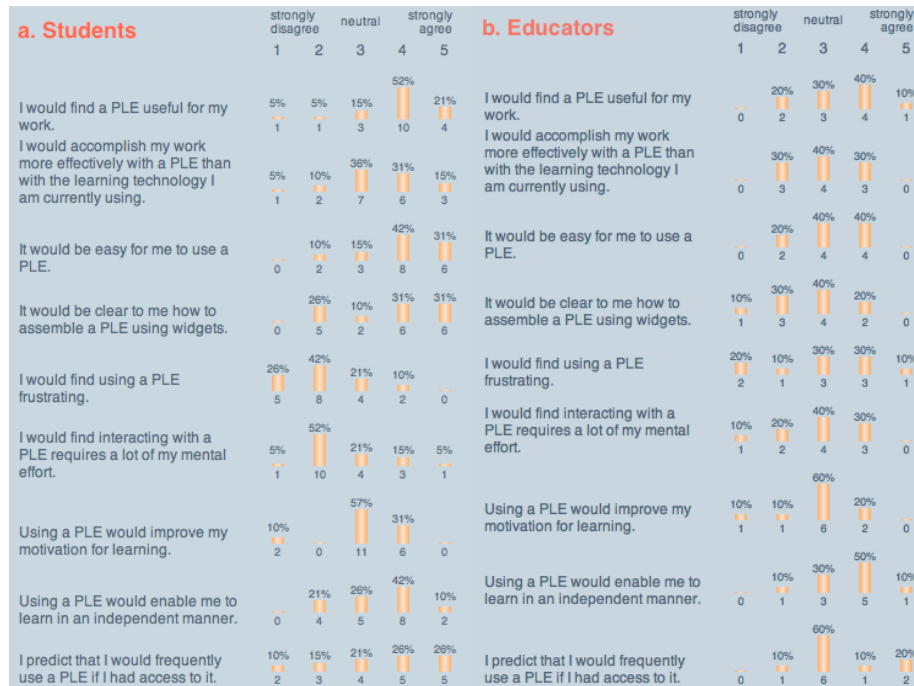 a. Students
strongly disagree neutral strongly agree
1 2 3 4 5
I would find a PLE useful for my
work.
5% 5% 15% 52% 21%
1 1 3 10 4
I would accomplish my work
more effectively with a PLE than
with the learning technology I
am currently using.
5% 10% 36% 31% 15%
1 2 7 6 3
It would be easy for me to use a
PLE.
10% 15% 42% 31%
0 2 3 8 6
It would be clear to me how to
assemble a PLE using widgets.
26% 10% 31% 31%
0 5 2 6 6
I would find using a PLE
frustrating.
26% 42% 21% 10%
5 8 4 2 0
I would find interacting with a
PLE requires a lot of my mental
effort.
5% 52% 21% 15% 5%
1 10 4 3 1
Using a PLE would improve my
motivation for learning.
10% 57% 31%
2 0 11 6 0
Using a PLE would enable me to
learn in an independent manner.
21% 26% 42% 10%
0 4 5 8 2
I predict that I would frequently
use a PLE if I had access to it.
10% 15% 21% 26% 26%
2 3 4 5 5
b. Educators
strongly disagree neutral strongly agree
1 2 3 4 5
I would find a PLE useful for my
work.
20% 30% 40% 10%
0 2 3 4 1
I would accomplish my work
more effectively with a PLE than
with the learning technology I
am currently using.
30% 40% 30%
0 3 4 3 0
It would be easy for me to use a
PLE.
20% 40% 40%
0 2 4 4 0
It would be clear to me how to
assemble a PLE using widgets.
10% 30% 40% 20%
1 3 4 2 0
I would find using a PLE
frustrating.
20% 10% 30% 30% 10%
2 1 3 3 1
I would find interacting with a
PLE requires a lot of my mental
effort.
10% 20% 40% 30%
1 2 4 3 0
Using a PLE would improve my
motivation for learning.
10% 10% 60% 20%
1 1 6 2 0
Using a PLE would enable me to
learn in an independent manner.
10% 30% 50% 10%
0 1 3 5 1
I predict that I would frequently
use a PLE if I had access to it.
10% 60% 10% 20%
0 1 6 1 2